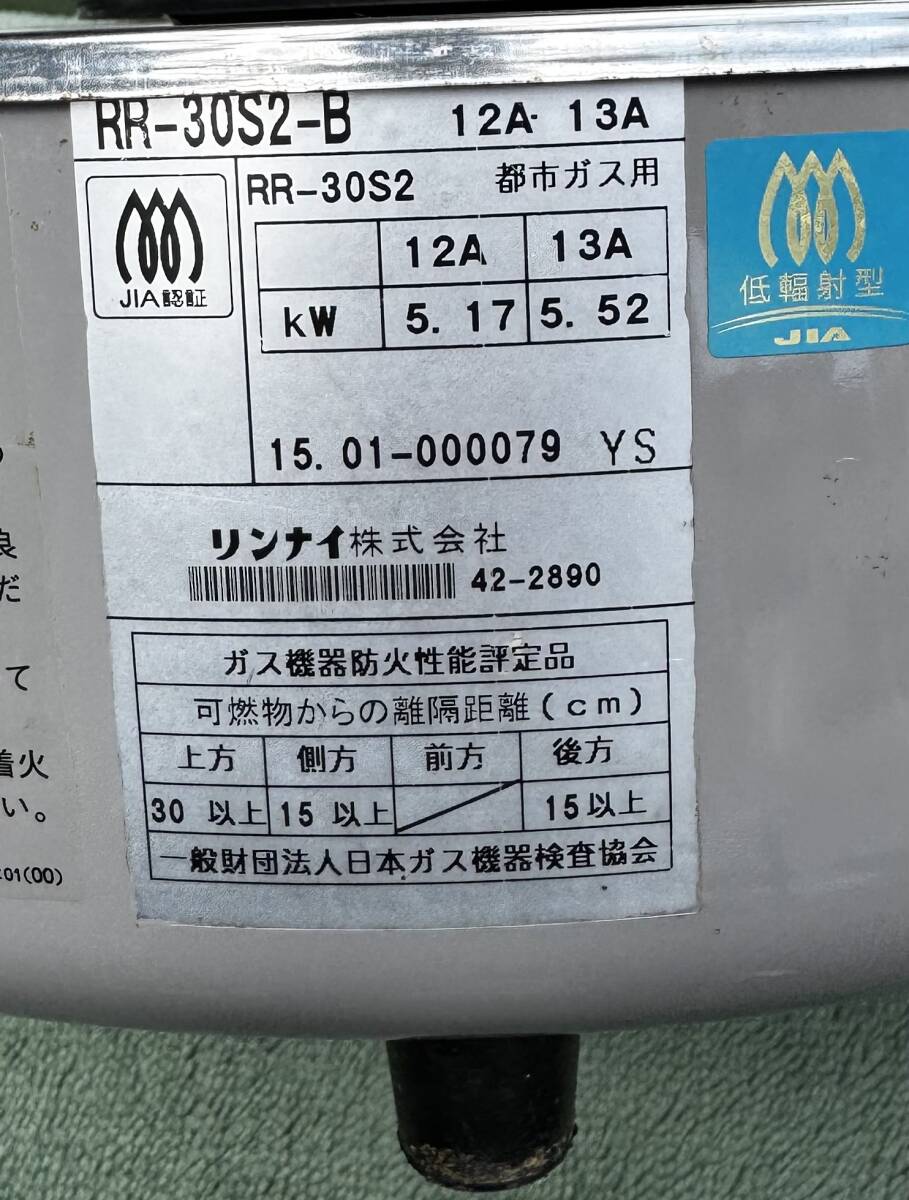 RR-30S2-B 12A・13A
RR-30S2 都市ガス用
JIA認証
12A 13A
kW 5.17 5.52
15.01-000079 YS
リンナイ株式会社
42-2890
ガス機器防火性能評定品
可燃物からの離隔距離(cm)
上方 側方 前方 後方
30 以上 15 以上 15以上
一般財団法人日本ガス機器検査協会
低輻射型
JIA
良
だ
て
着火
い。
01(00)